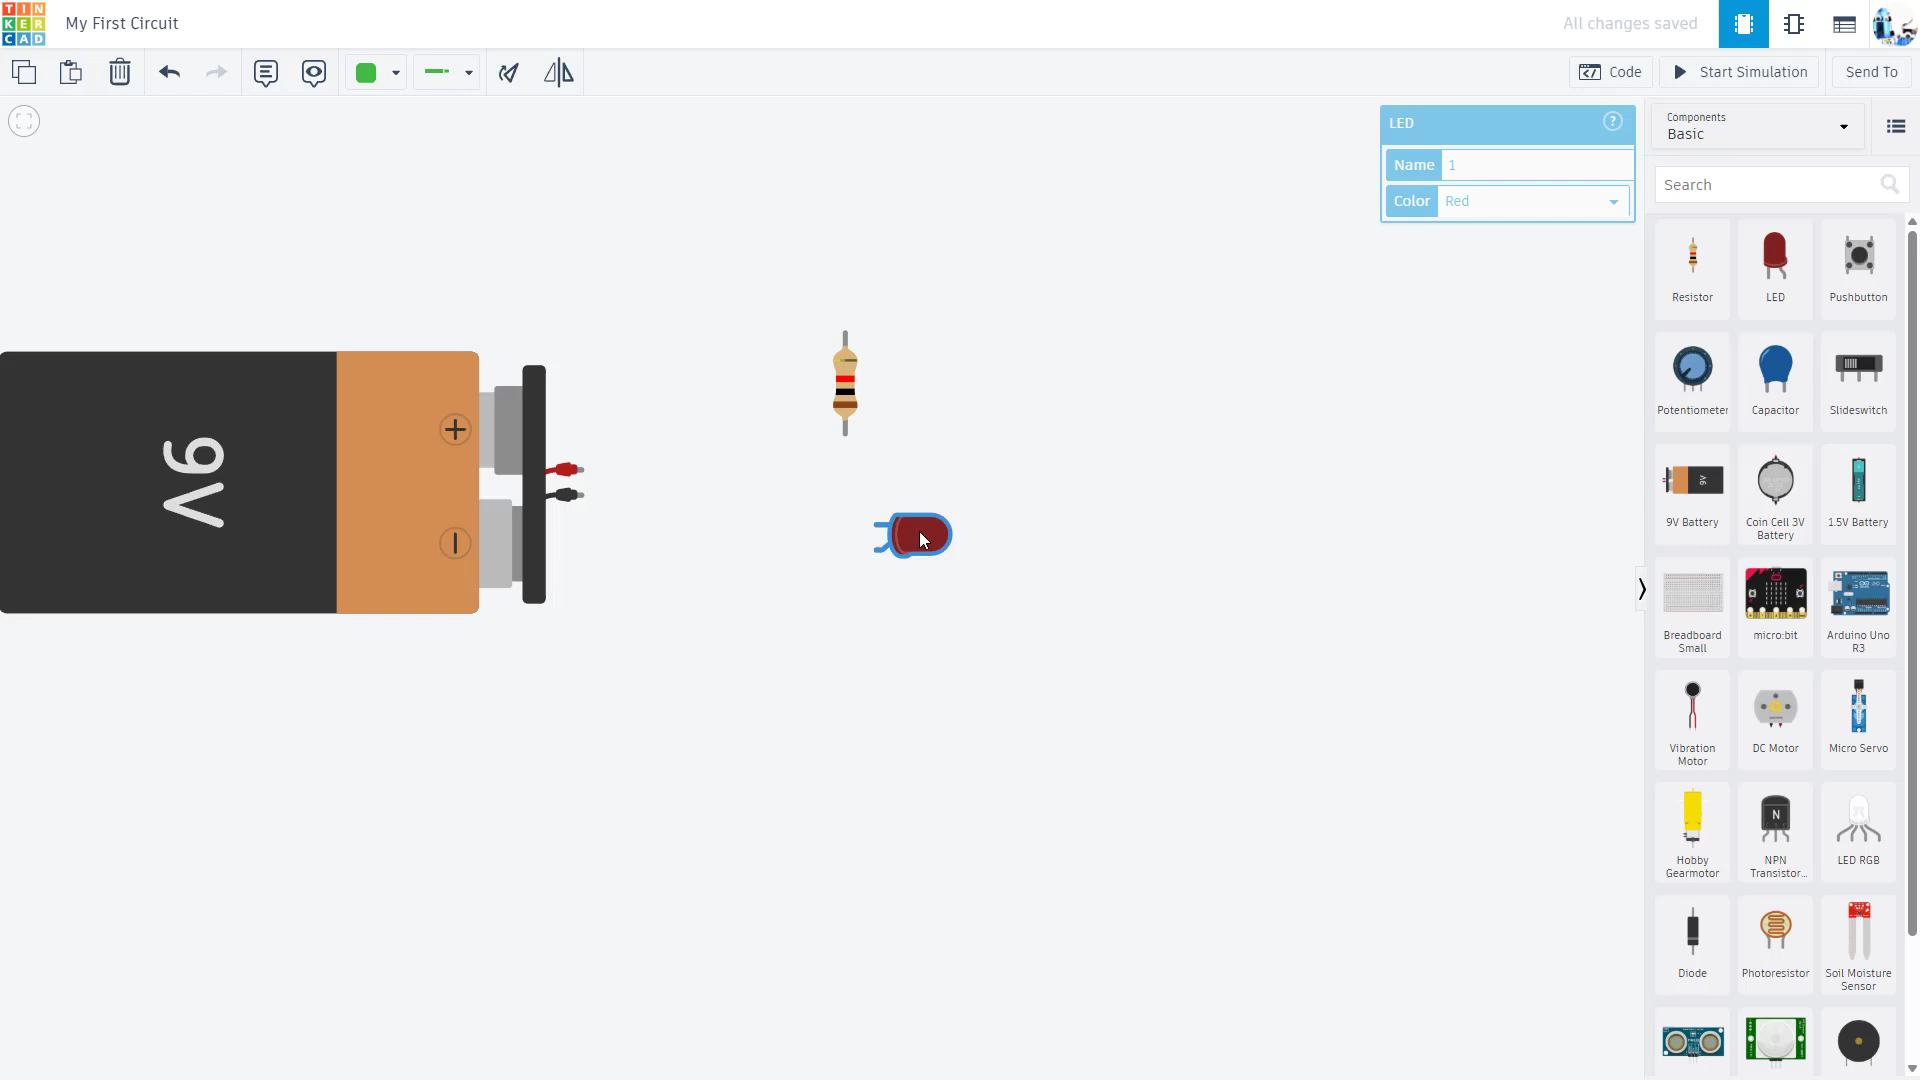 TIN
KER
CAD
My First Circuit
All changes saved
Code
Start Simulation
Send To
LED
?
Name 1
Color Red
Components
Basic
Search
Resistor
LED
Pushbutton
Potentiometer
Capacitor
Slideswitch
9V
9V Battery
Coin Cell 3V
Battery
1.5V Battery
Breadboard
Small
micro:bit
Arduino Uno
R3
Vibration
Motor
DC Motor
Micro Servo
Hobby
Gearmotor
N
NPN
Transistor...
LED RGB
Diode
Photoresistor
Soil Moisture
Sensor
9V
+
−